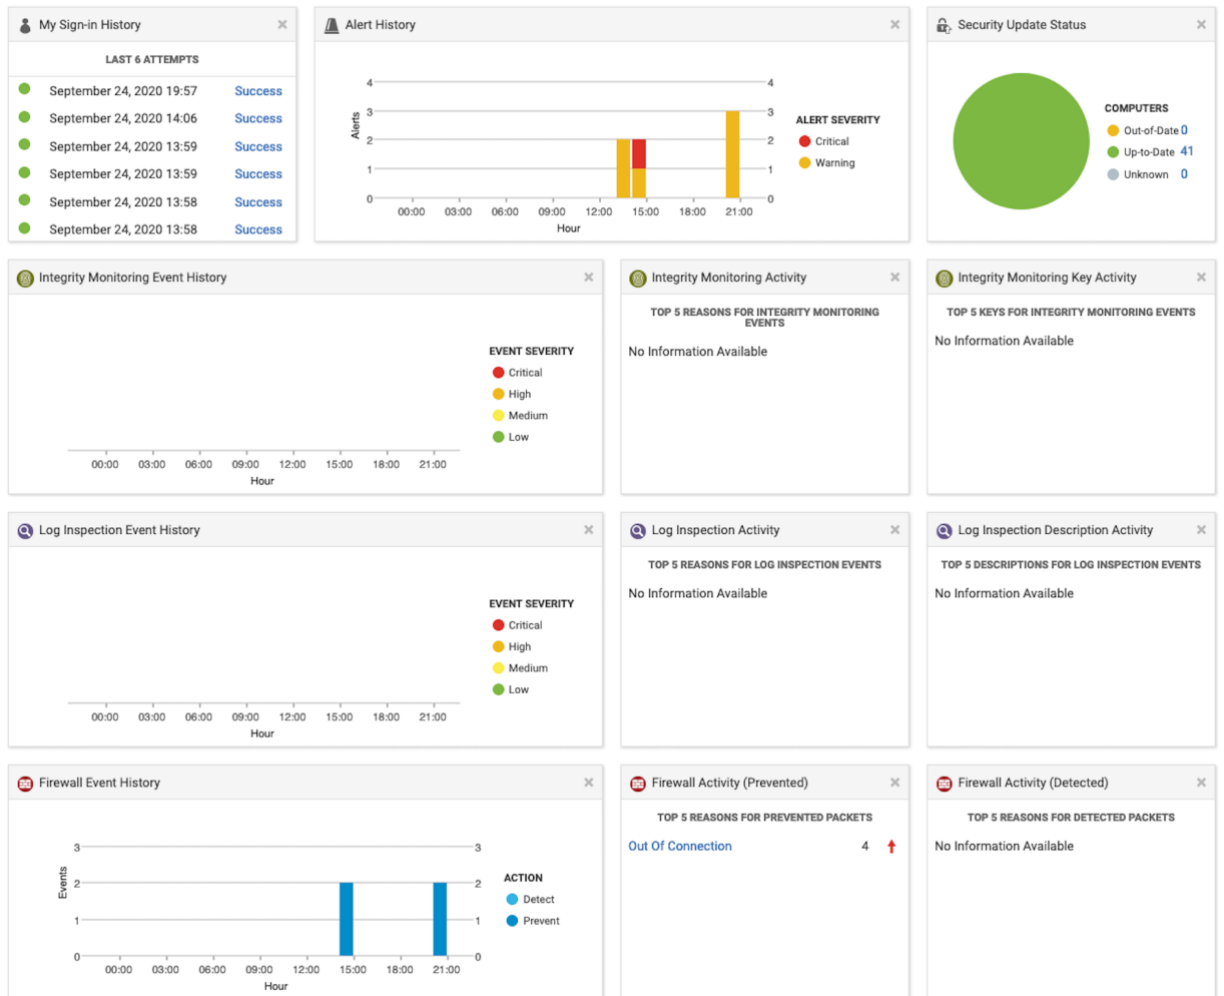 My Sign-in History
LAST 6 ATTEMPTS
September 24, 2020 19:57 Success
September 24, 2020 14:06 Success
September 24, 2020 13:59 Success
September 24, 2020 13:59 Success
September 24, 2020 13:58 Success
September 24, 2020 13:58 Success
Alert History
4 4
3 3
2 2
1 1
0 0
Alerts
00:00 03:00 06:00 09:00 12:00 15:00 18:00 21:00
Hour
ALERT SEVERITY
Critical
Warning
Security Update Status
COMPUTERS
Out-of-Date 0
Up-to-Date 41
Unknown 0
Integrity Monitoring Event History
EVENT SEVERITY
Critical
High
Medium
Low
00:00 03:00 06:00 09:00 12:00 15:00 18:00 21:00
Hour
Integrity Monitoring Activity
TOP 5 REASONS FOR INTEGRITY MONITORING
EVENTS
No Information Available
Integrity Monitoring Key Activity
TOP 5 KEYS FOR INTEGRITY MONITORING EVENTS
No Information Available
Log Inspection Event History
EVENT SEVERITY
Critical
High
Medium
Low
00:00 03:00 06:00 09:00 12:00 15:00 18:00 21:00
Hour
Log Inspection Activity
TOP 5 REASONS FOR LOG INSPECTION EVENTS
No Information Available
Log Inspection Description Activity
TOP 5 DESCRIPTIONS FOR LOG INSPECTION EVENTS
No Information Available
Firewall Event History
3 3
2 2
1 1
0 0
Events
00:00 03:00 06:00 09:00 12:00 15:00 18:00 21:00
Hour
ACTION
Detect
Prevent
Firewall Activity (Prevented)
TOP 5 REASONS FOR PREVENTED PACKETS
Out Of Connection 4
Firewall Activity (Detected)
TOP 5 REASONS FOR DETECTED PACKETS
No Information Available